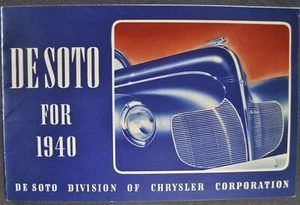 DE SOTO
FOR
1940
DE SOTO DIVISION OF CHRYSLER CORPORATION